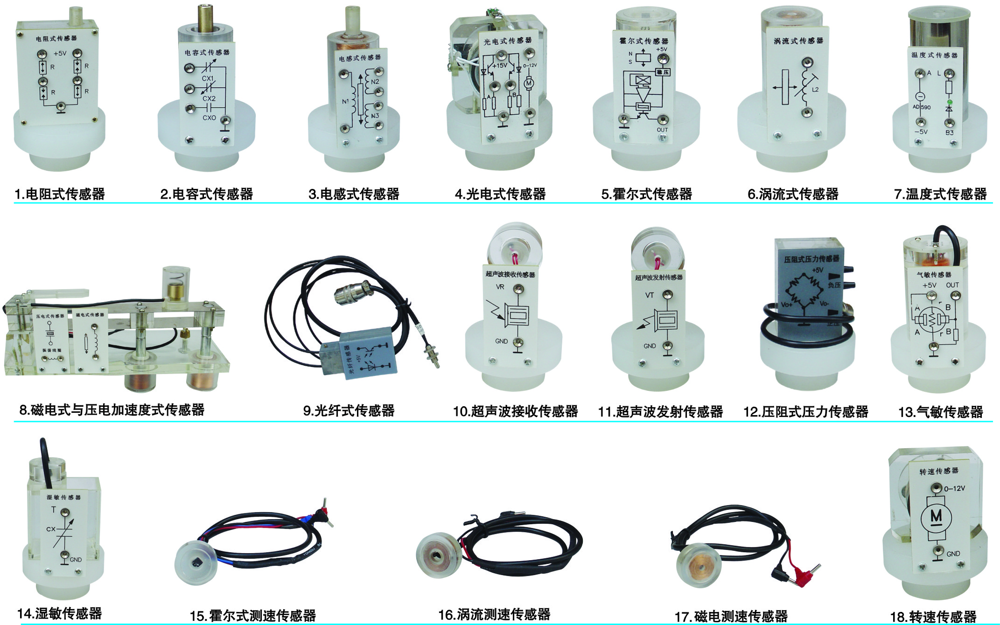 电阻式传感器
+5V
R R
R R
1.电阻式传感器
电容式传感器
CX1
CX2
CX0
2.电容式传感器
电感式传感器
N1 N2
N3
3.电感式传感器
光电式传感器
+15V 0-12V
M
A B
4.光电式传感器
霍尔式传感器
N +5V
S
稳压
OUT
5.霍尔式传感器
涡流式传感器
L2
6.涡流式传感器
温度式传感器
A L
AD590
-5V B3
7.温度式传感器
压电式传感器
振荡线圈
磁电式传感器
8.磁电式与压电加速度式传感器
光纤传感器
+5V
9.光纤式传感器
超声波接收传感器
VR
GND
10.超声波接收传感器
超声波发射传感器
VT
GND
11.超声波发射传感器
压阻式压力传感器
+5V
负压
Vo+ Vo-
12.压阻式压力传感器
气敏传感器
+5V OUT
A r B
A r B
13.气敏传感器
湿敏传感器
T
CX
GND
14.湿敏传感器
YONGLI
15.霍尔式测速传感器
16.涡流测速传感器
17.磁电测速传感器
转速传感器
0-12V
M
GND
18.转速传感器